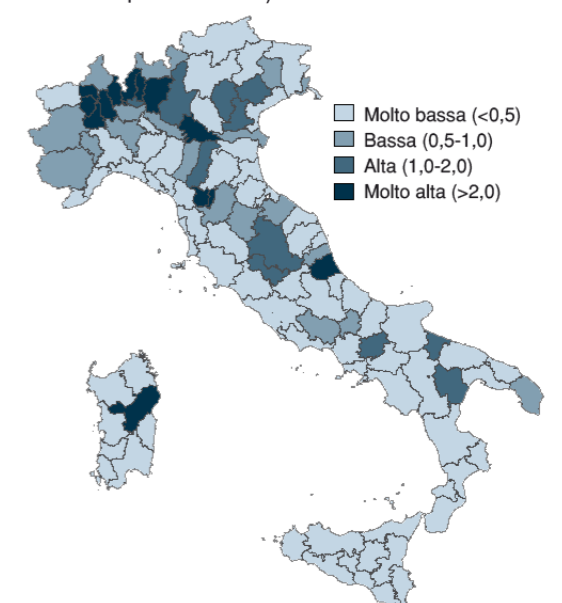 Molto bassa (<0,5)
Bassa (0,5-1,0)
Alta (1,0-2,0)
Molto alta (>2,0)